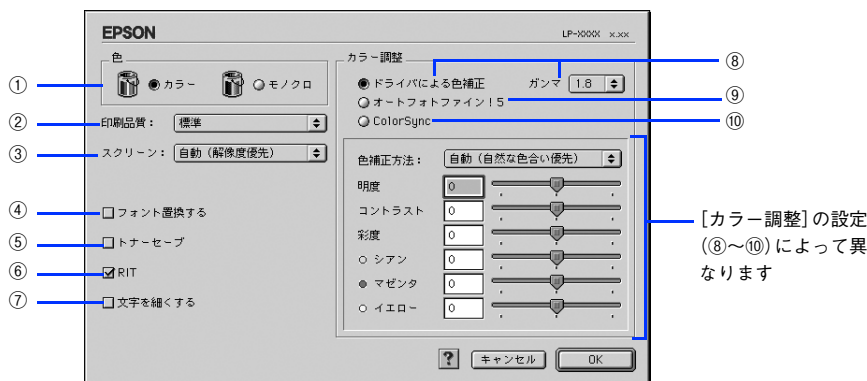 EPSON
LP-XXXX x.xx
色
① カラー モノクロ
② 印刷品質： 標準
③ スクリーン： 自動（解像度優先）
④ フォント置換する
⑤ トナーセーブ
⑥ RIT
⑦ 文字を細くする
カラー調整
ドライバによる色補正 ガンマ 1.8 ⑧
オートフォトファイン！5 ⑨
ColorSync ⑩
色補正方法： 自動（自然な色合い優先）
明度 0
コントラスト 0
彩度 0
シアン 0
マゼンタ 0
イエロー 0
[カラー調整]の設定
(⑧～⑩)によって異
なります
? キャンセル OK